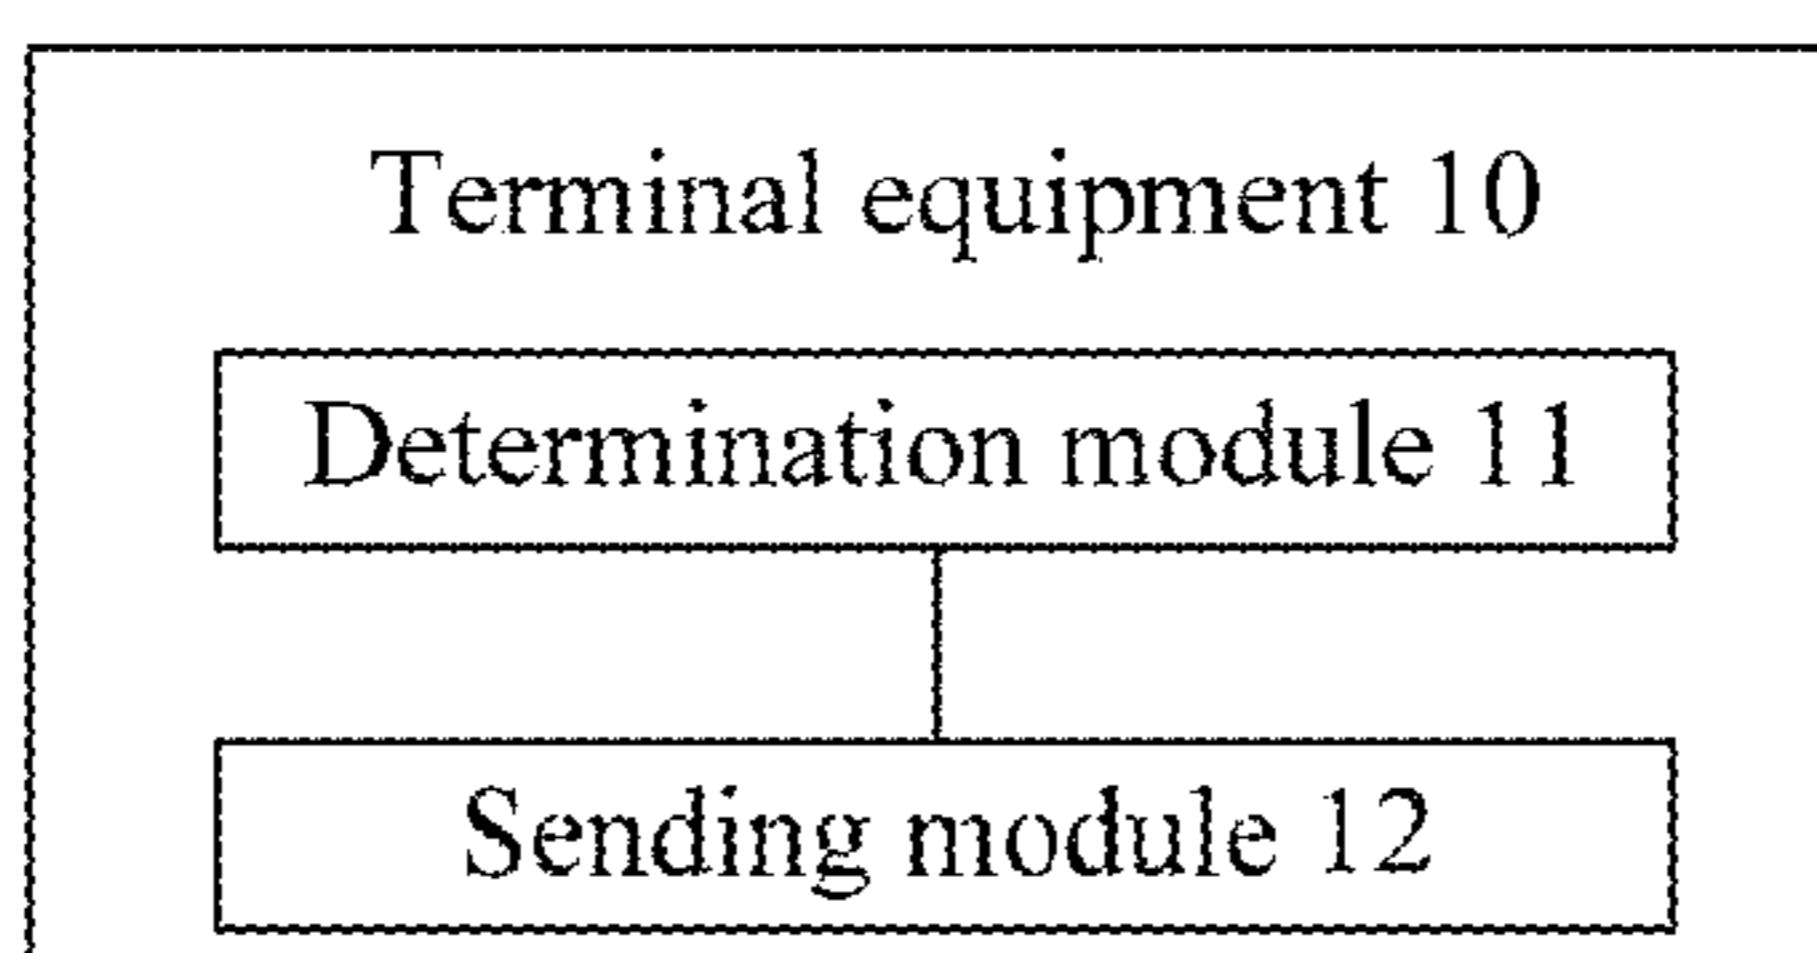 Terminal equipment 10
Determination module 11
Sending module 12